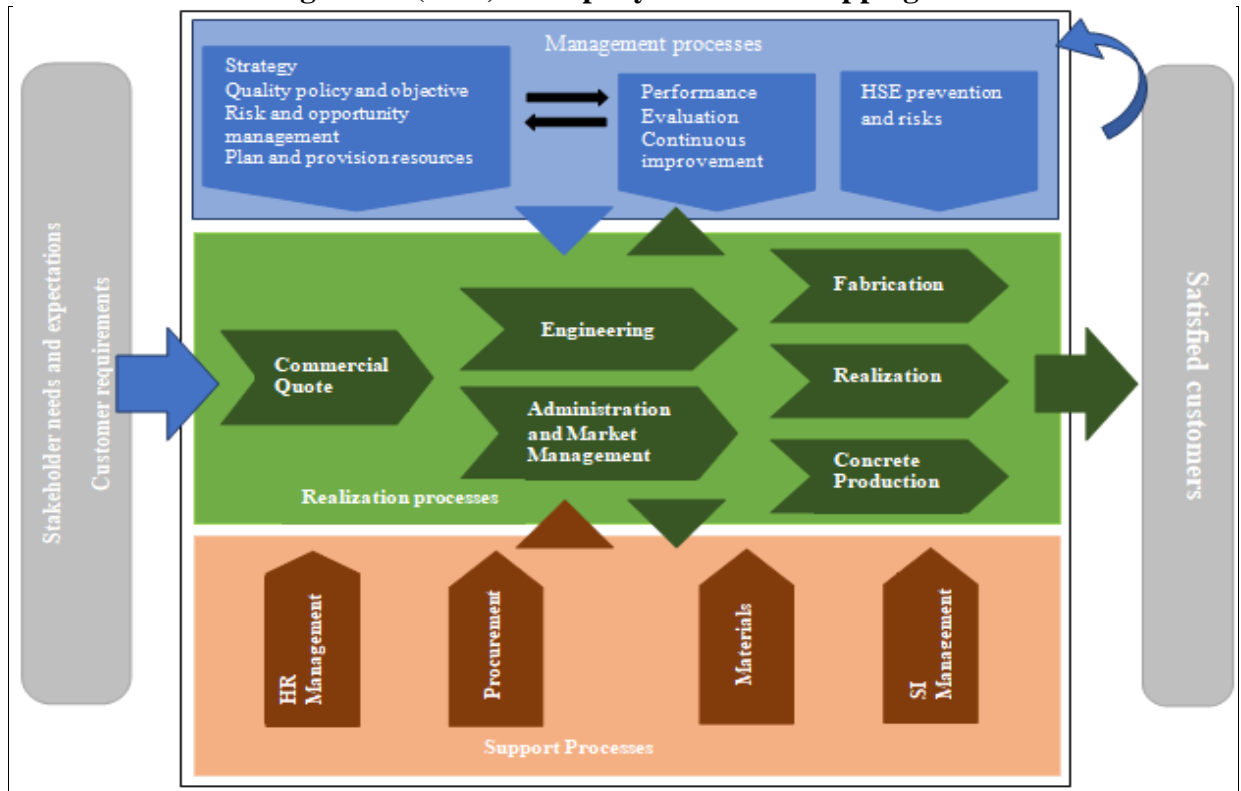 Management processes
Strategy
Quality policy and objective
Risk and opportunity
management
Plan and provision resources
Performance
Evaluation
Continuous
improvement
HSE prevention
and risks
Stakeholder needs and expectations
Customer requirements
Commercial
Quote
Engineering
Administration
and Market
Management
Fabrication
Realization
Concrete
Production
Realization processes
Satisfied customers
HR
Management
Procurement
Materials
SI
Management
Support Processes